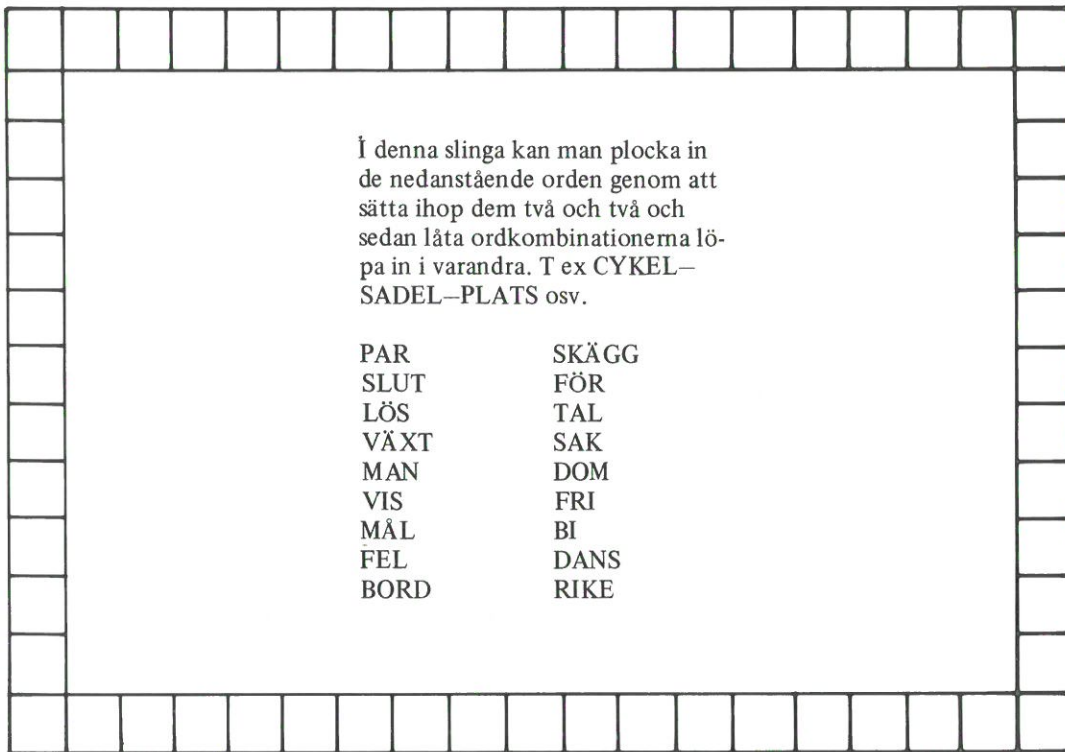 I denna slinga kan man plocka in
de nedanstående orden genom att
sätta ihop dem två och två och
sedan låta ordkombinationerna lö-
pa in i varandra. T ex CYKEL–
SADEL–PLATS osv.
PAR SKÄGG
SLUT FÖR
LÖS TAL
VÄXT SAK
MAN DOM
VIS FRI
MÅL BI
FEL DANS
BORD RIKE